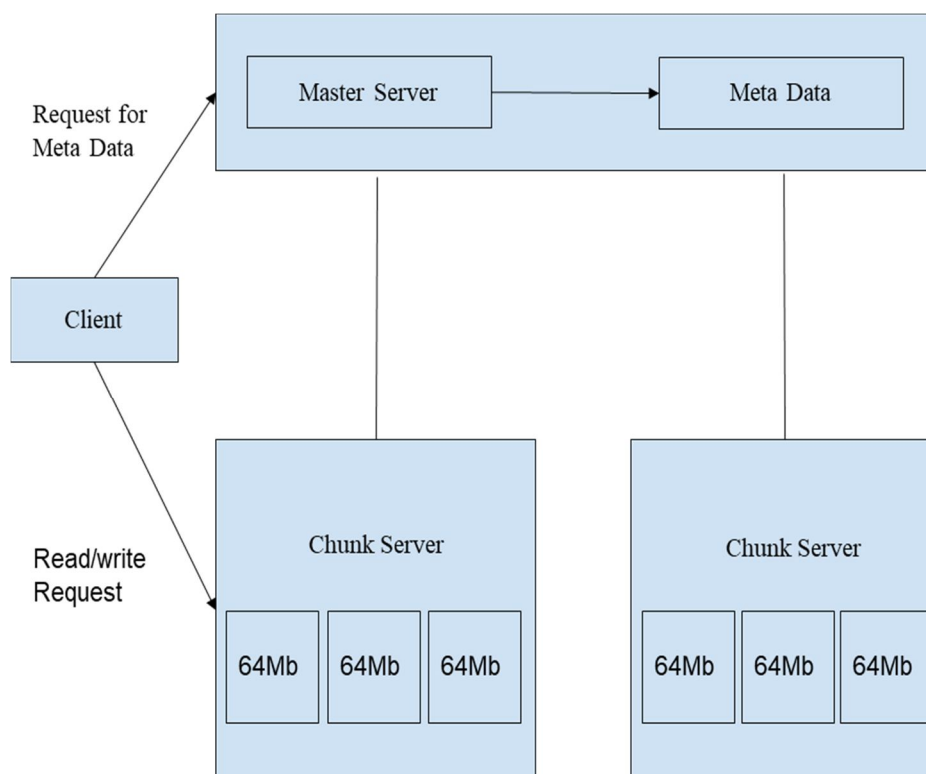 Master Server
Meta Data
Request for
Meta Data
Client
Read/write
Request
Chunk Server
64Mb
64Mb
64Mb
Chunk Server
64Mb
64Mb
64Mb